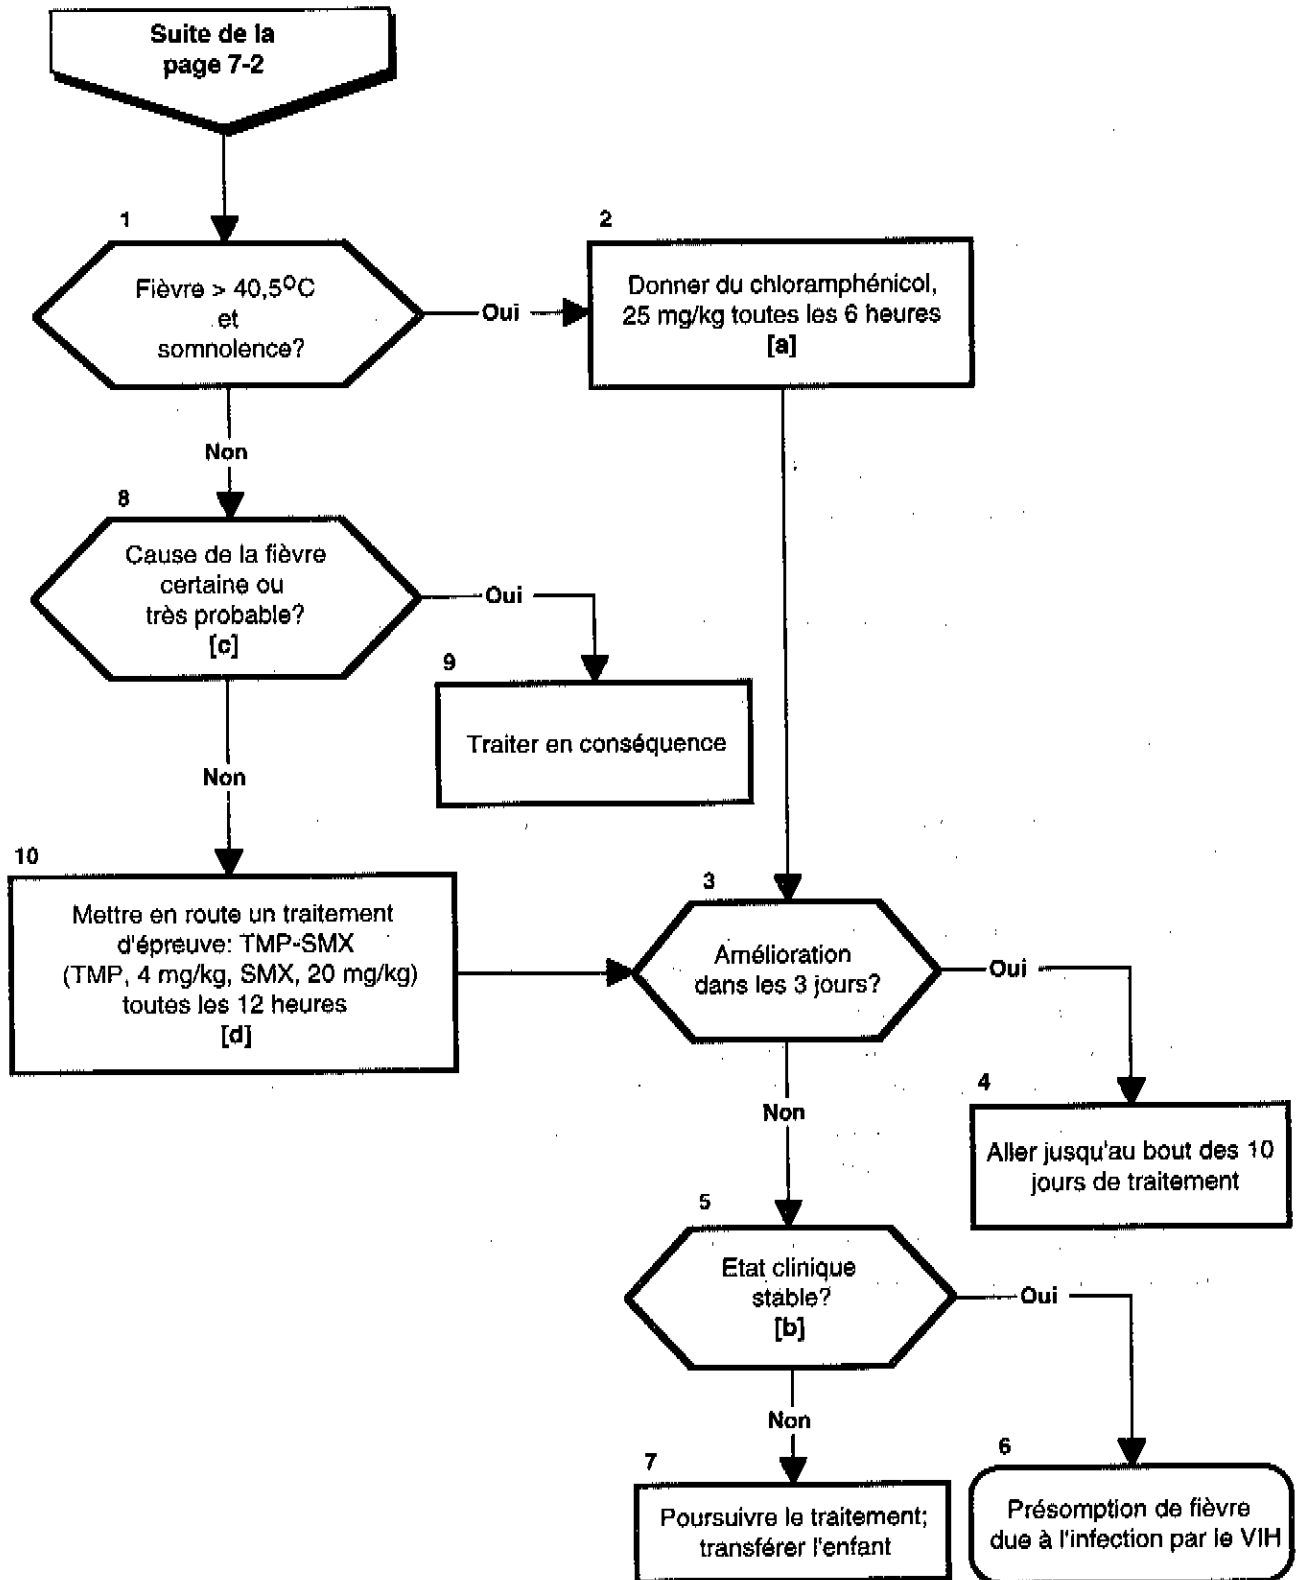 Suite de la
page 7-2
1
Fièvre > 40,5°C
et
somnolence?
Oui
2
Donner du chloramphénicol,
25 mg/kg toutes les 6 heures
[a]
Non
8
Cause de la fièvre
certaine ou
très probable?
[c]
Oui
9
Traiter en conséquence
Non
10
Mettre en route un traitement
d'épreuve: TMP-SMX
(TMP, 4 mg/kg, SMX, 20 mg/kg)
toutes les 12 heures
[d]
3
Amélioration
dans les 3 jours?
Oui
4
Aller jusqu'au bout des 10
jours de traitement
Non
5
Etat clinique
stable?
[b]
Oui
6
Présomption de fièvre
due à l'infection par le VIH
Non
7
Poursuivre le traitement;
transférer l'enfant